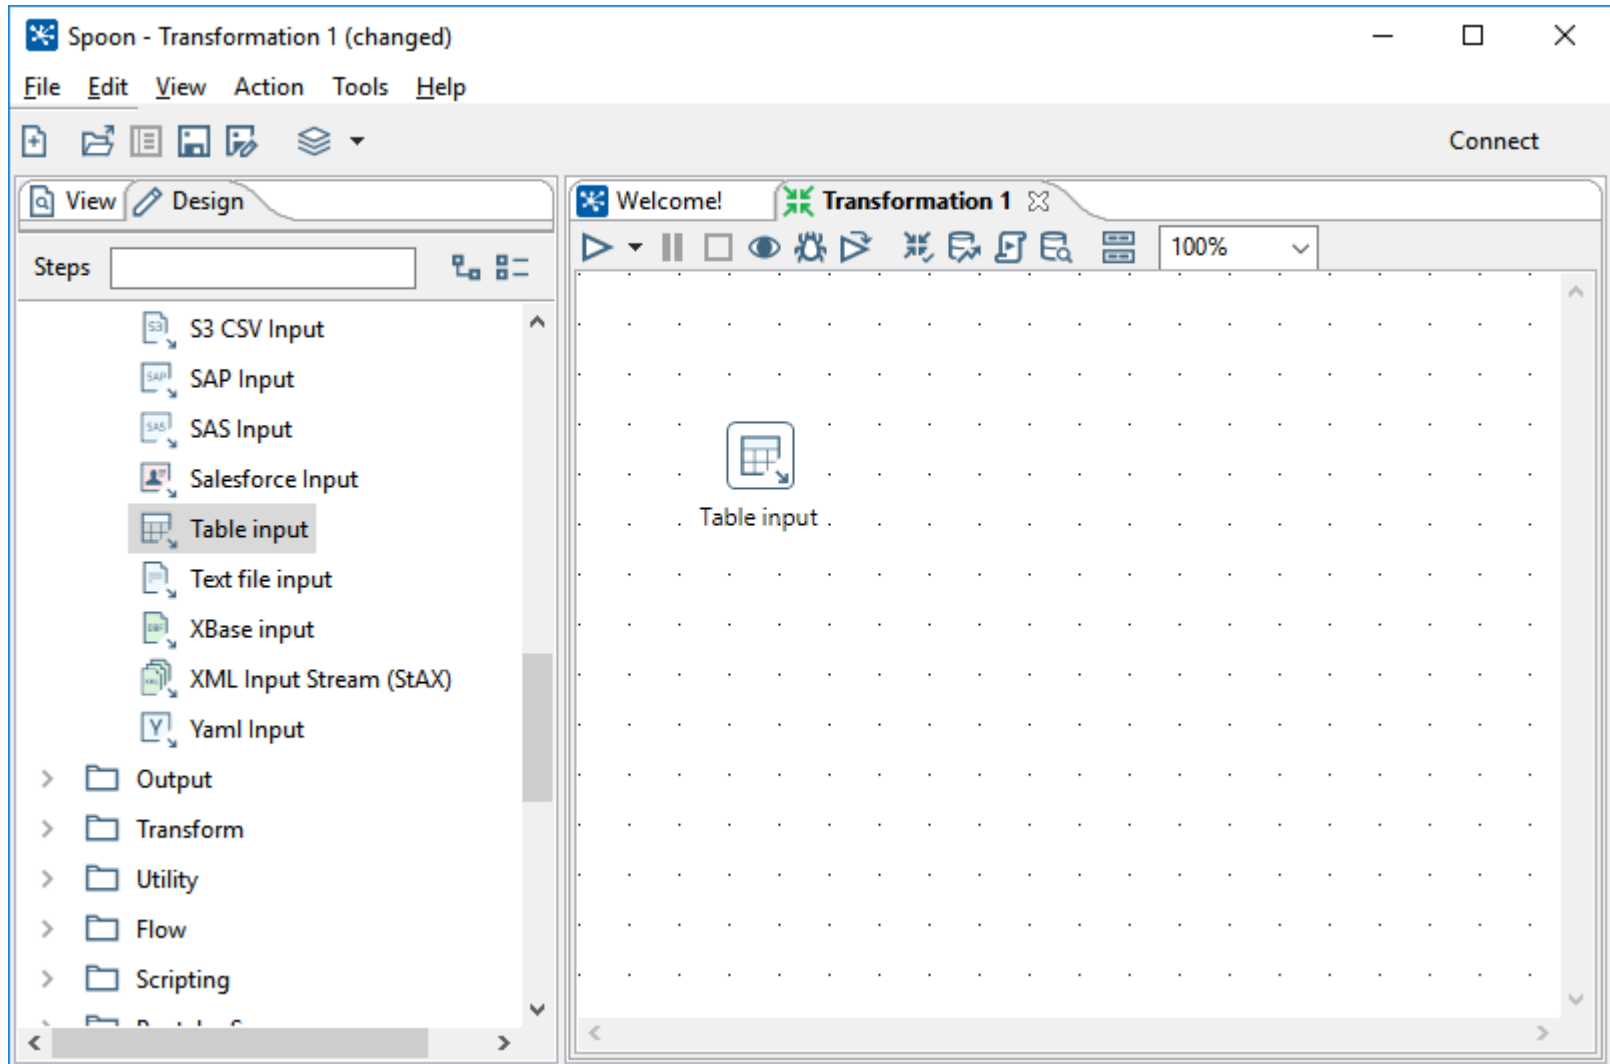 Spoon - Transformation 1 (changed)
File Edit View Action Tools Help
Connect
View Design
Welcome! Transformation 1
Steps
100%
S3 CSV Input
SAP Input
SAS Input
Salesforce Input
Table input
Text file input
XBase input
XML Input Stream (StAX)
Yaml Input
Output
Transform
Utility
Flow
Scripting
Table input